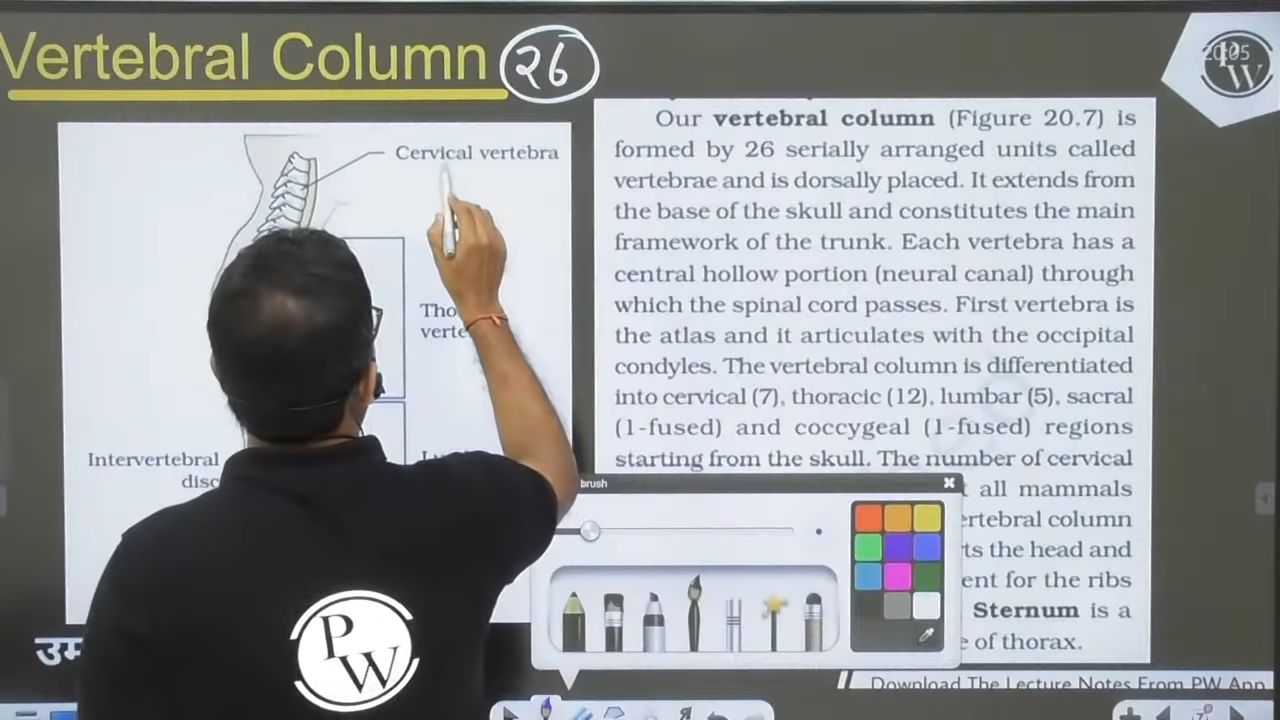 Vertebral Column २६
20:05
PW
Cervical vertebra
Intervertebral
disc
Our vertebral column (Figure 20.7) is
formed by 26 serially arranged units called
vertebrae and is dorsally placed. It extends from
the base of the skull and constitutes the main
framework of the trunk. Each vertebra has a
central hollow portion (neural canal) through
which the spinal cord passes. First vertebra is
the atlas and it articulates with the occipital
condyles. The vertebral column is differentiated
into cervical (7), thoracic (12), lumbar (5), sacral
(1-fused) and coccygeal (1-fused) regions
starting from the skull. The number of cervical
all mammals
column
the head and
for the ribs
Sternum is a
of thorax.
brush
PW
Download The Lecture Notes From PW App